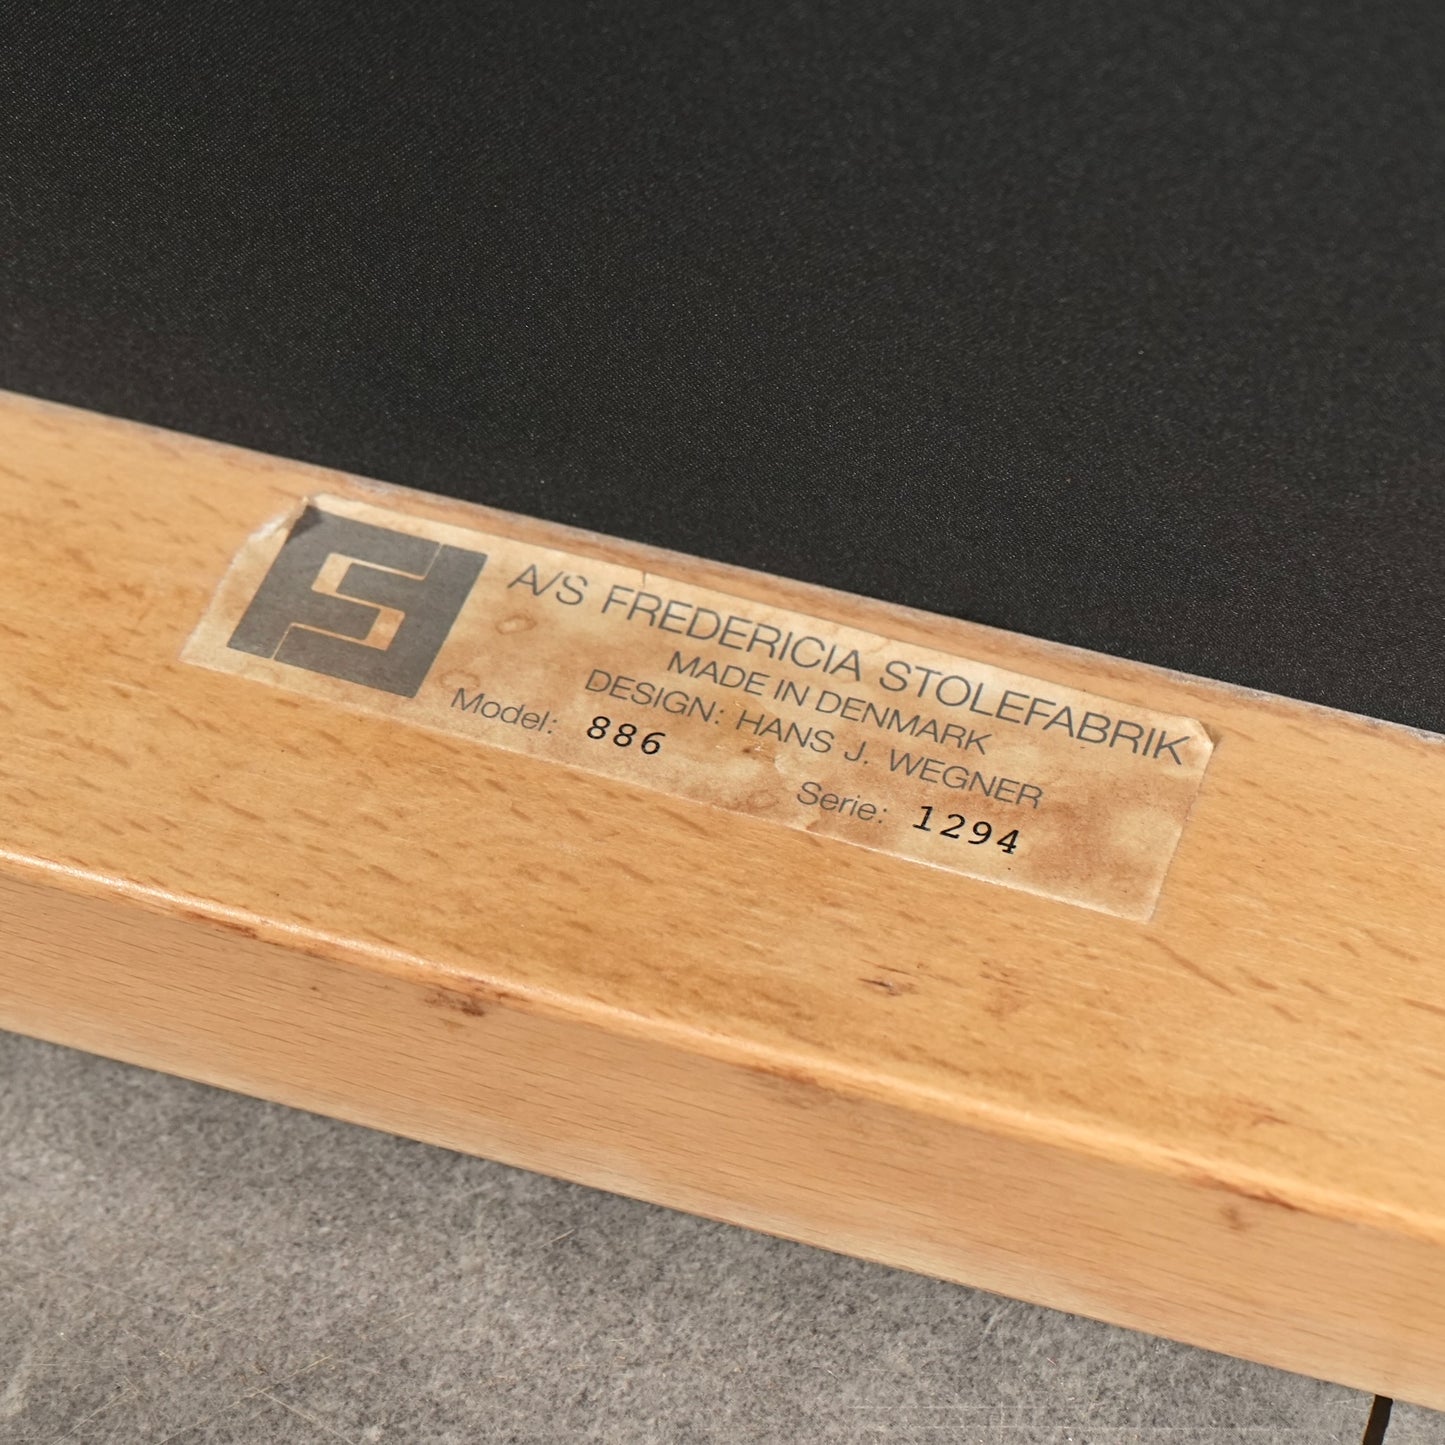 A/S FREDERICIA STOLEFABRIK
MADE IN DENMARK
DESIGN: HANS J. WEGNER
Model: 886 Serie: 1294